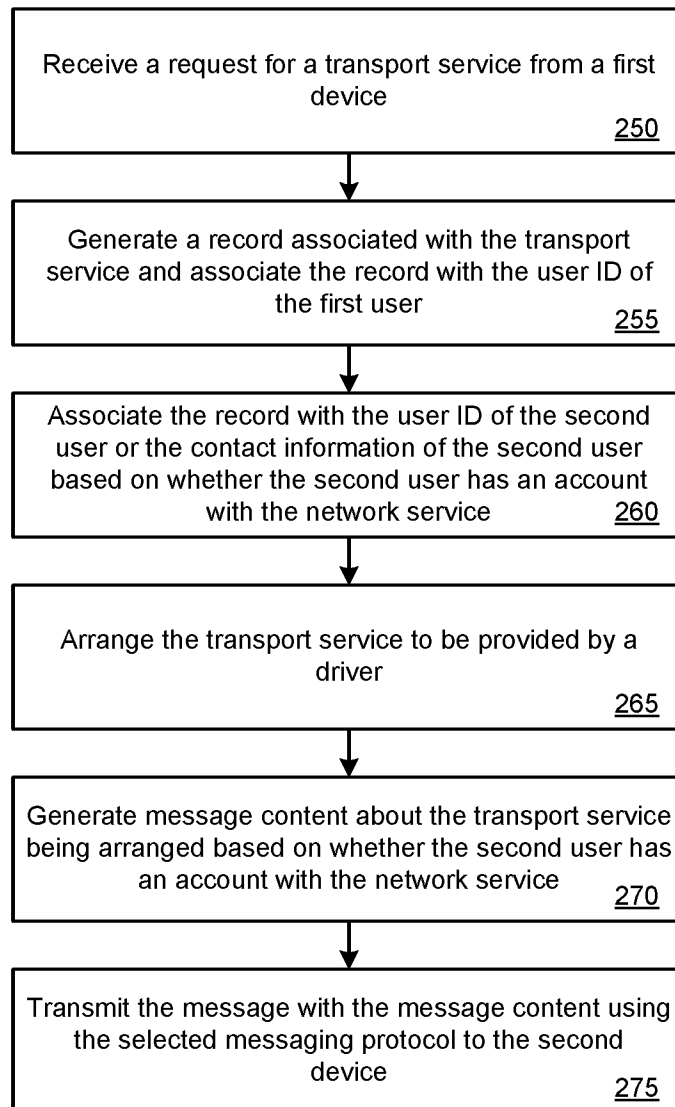 Receive a request for a transport service from a first
device
250
Generate a record associated with the transport
service and associate the record with the user ID of
the first user
255
Associate the record with the user ID of the second
user or the contact information of the second user
based on whether the second user has an account
with the network service
260
Arrange the transport service to be provided by a
driver
265
Generate message content about the transport service
being arranged based on whether the second user has
an account with the network service
270
Transmit the message with the message content using
the selected messaging protocol to the second
device
275